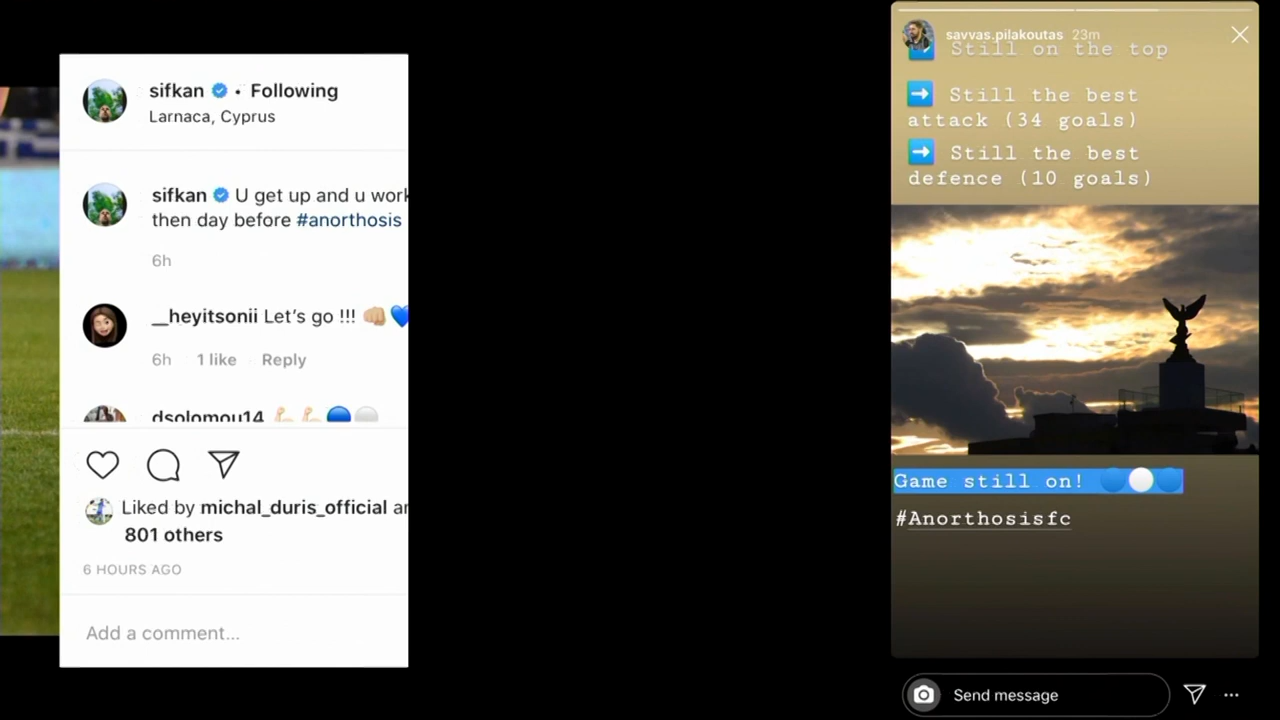 sifkan • Following
Larnaca, Cyprus
sifkan U get up and u work
then day before #anorthosis
6h
__heyitsonii Let's go !!!
6h 1 like Reply
dsolomou14
Liked by michal_duris_official an
801 others
6 HOURS AGO
Add a comment...
savvas.pilakoutas 23m
Still on the top
Still the best
attack (34 goals)
Still the best
defence (10 goals)
Game still on!
#Anorthosisfc
Send message